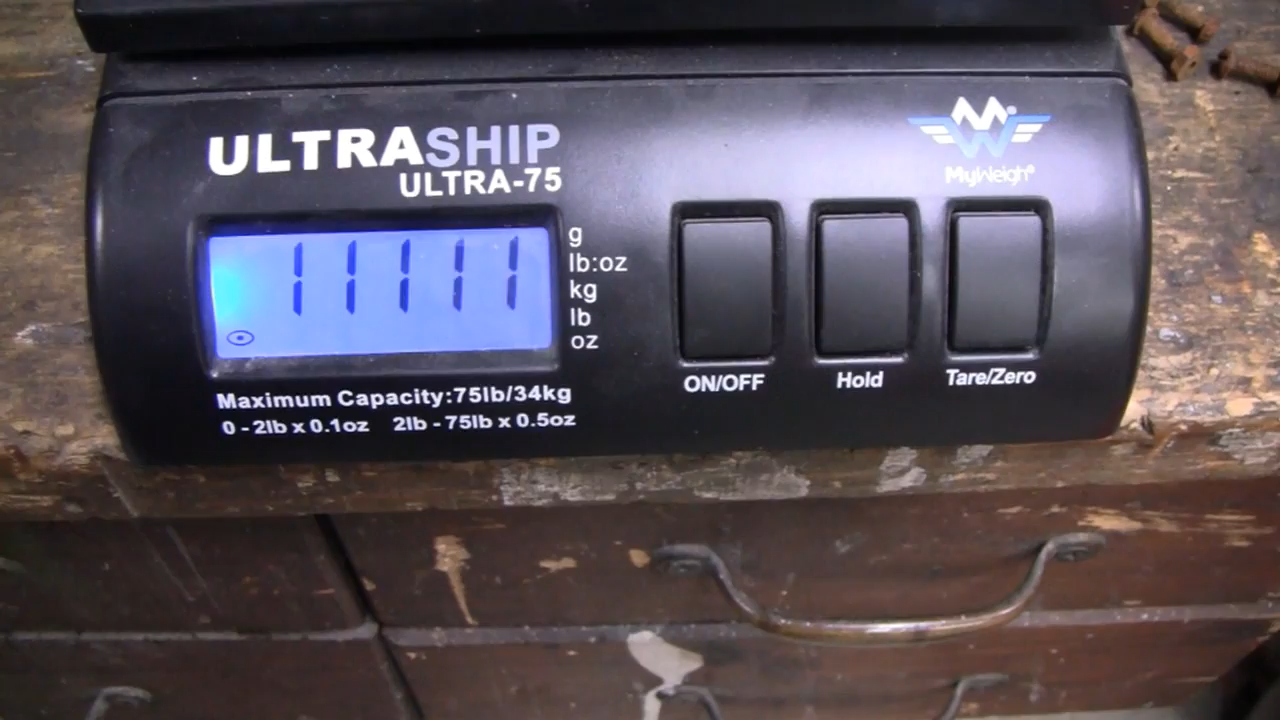 ULTRASHIP
ULTRA-75
MyWeigh®
11111
g
lb:oz
kg
lb
oz
ON/OFF
Hold
Tare/Zero
Maximum Capacity:75lb/34kg
0 - 2lb x 0.1oz 2lb - 75lb x 0.5oz